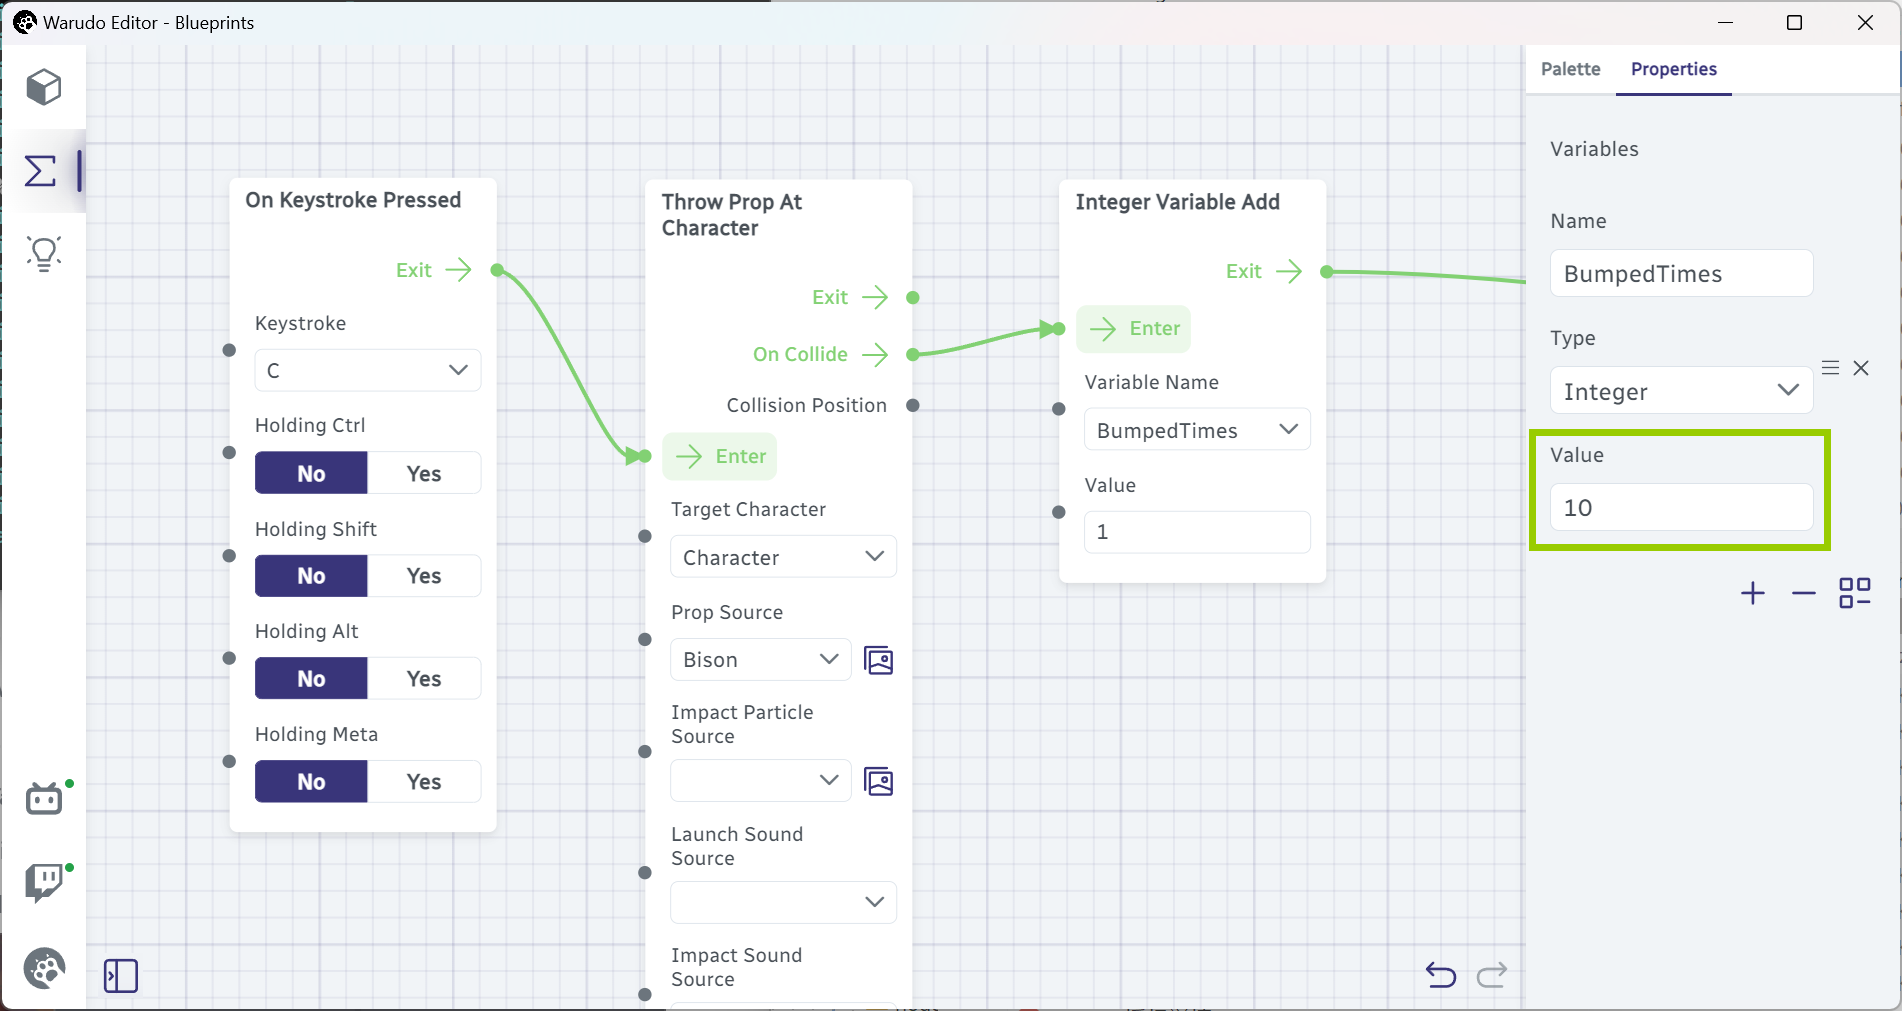 Warudo Editor - Blueprints
Palette
Properties
On Keystroke Pressed
Exit
Keystroke
C
Holding Ctrl
No
Yes
Holding Shift
No
Yes
Holding Alt
No
Yes
Holding Meta
No
Yes
Throw Prop At
Character
Exit
On Collide
Collision Position
Enter
Target Character
Character
Prop Source
Bison
Impact Particle
Source
Launch Sound
Source
Impact Sound
Source
Integer Variable Add
Exit
Enter
Variable Name
BumpedTimes
Value
1
Variables
Name
BumpedTimes
Type
Integer
Value
10